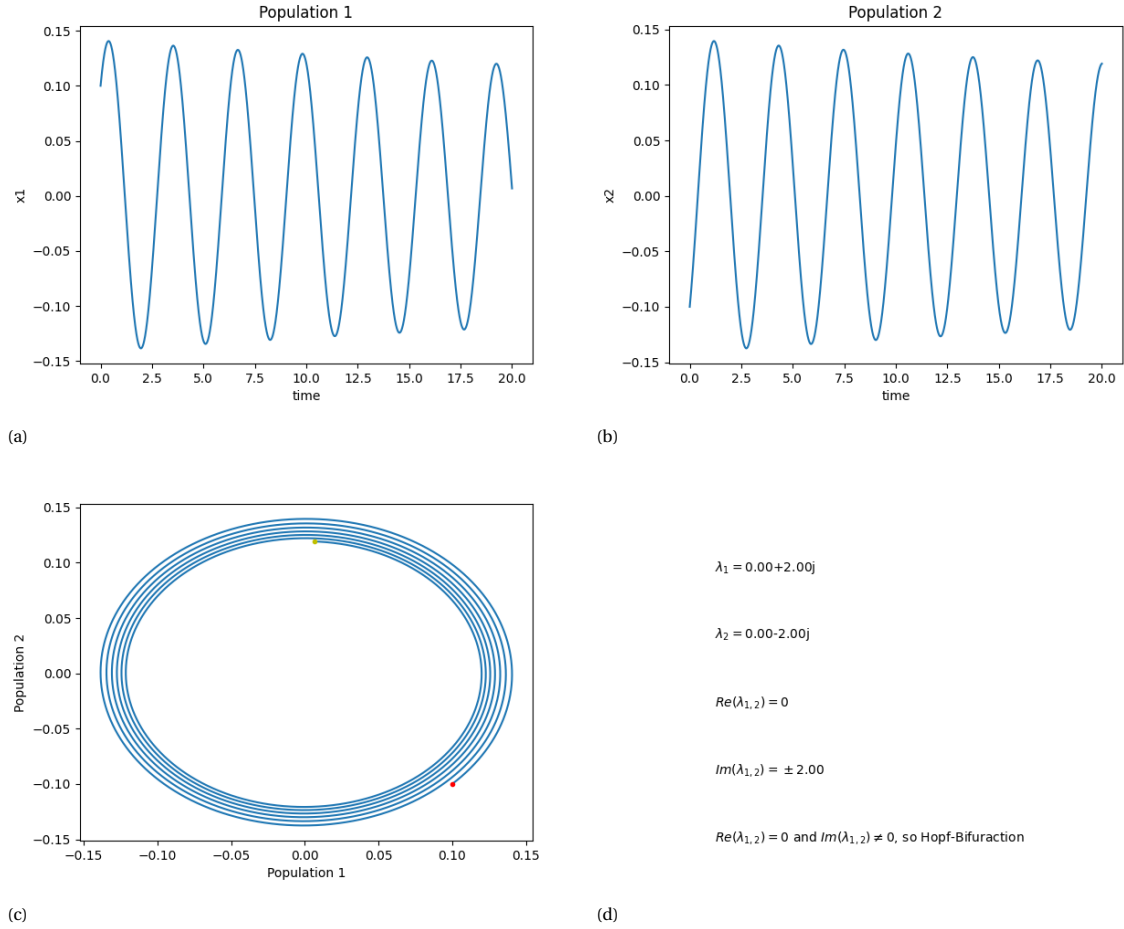 Population 1
0.15
0.10
0.05
0.00
−0.05
−0.10
−0.15
x1
0.0 2.5 5.0 7.5 10.0 12.5 15.0 17.5 20.0
time
(a)
Population 2
0.15
0.10
0.05
0.00
−0.05
−0.10
−0.15
x2
0.0 2.5 5.0 7.5 10.0 12.5 15.0 17.5 20.0
time
(b)
0.15
0.10
0.05
0.00
−0.05
−0.10
−0.15
Population 2
−0.15 −0.10 −0.05 0.00 0.05 0.10 0.15
Population 1
(c)
λ₁ = 0.00+2.00j
λ₂ = 0.00-2.00j
Re(λ₁,₂) = 0
Im(λ₁,₂) = ±2.00
Re(λ₁,₂) = 0 and Im(λ₁,₂) ≠ 0, so Hopf-Bifuraction
(d)